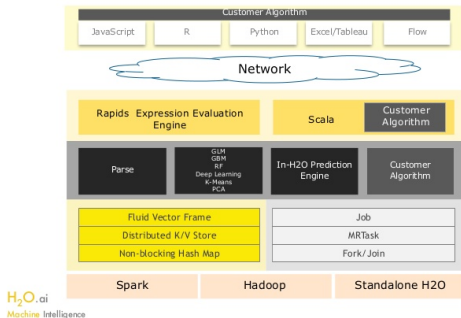 Customer Algorithm
JavaScript
R
Python
Excel/Tableau
Flow
Network
Rapids Expression Evaluation
Engine
Scala
Customer
Algorithm
Parse
GLM
GBM
RF
Deep Learning
K-Means
PCA
In-H2O Prediction
Engine
Customer
Algorithm
Fluid Vector Frame
Distributed K/V Store
Non-blocking Hash Map
Job
MRTask
Fork/Join
Spark
Hadoop
Standalone H2O
H2O.ai
Machine Intelligence